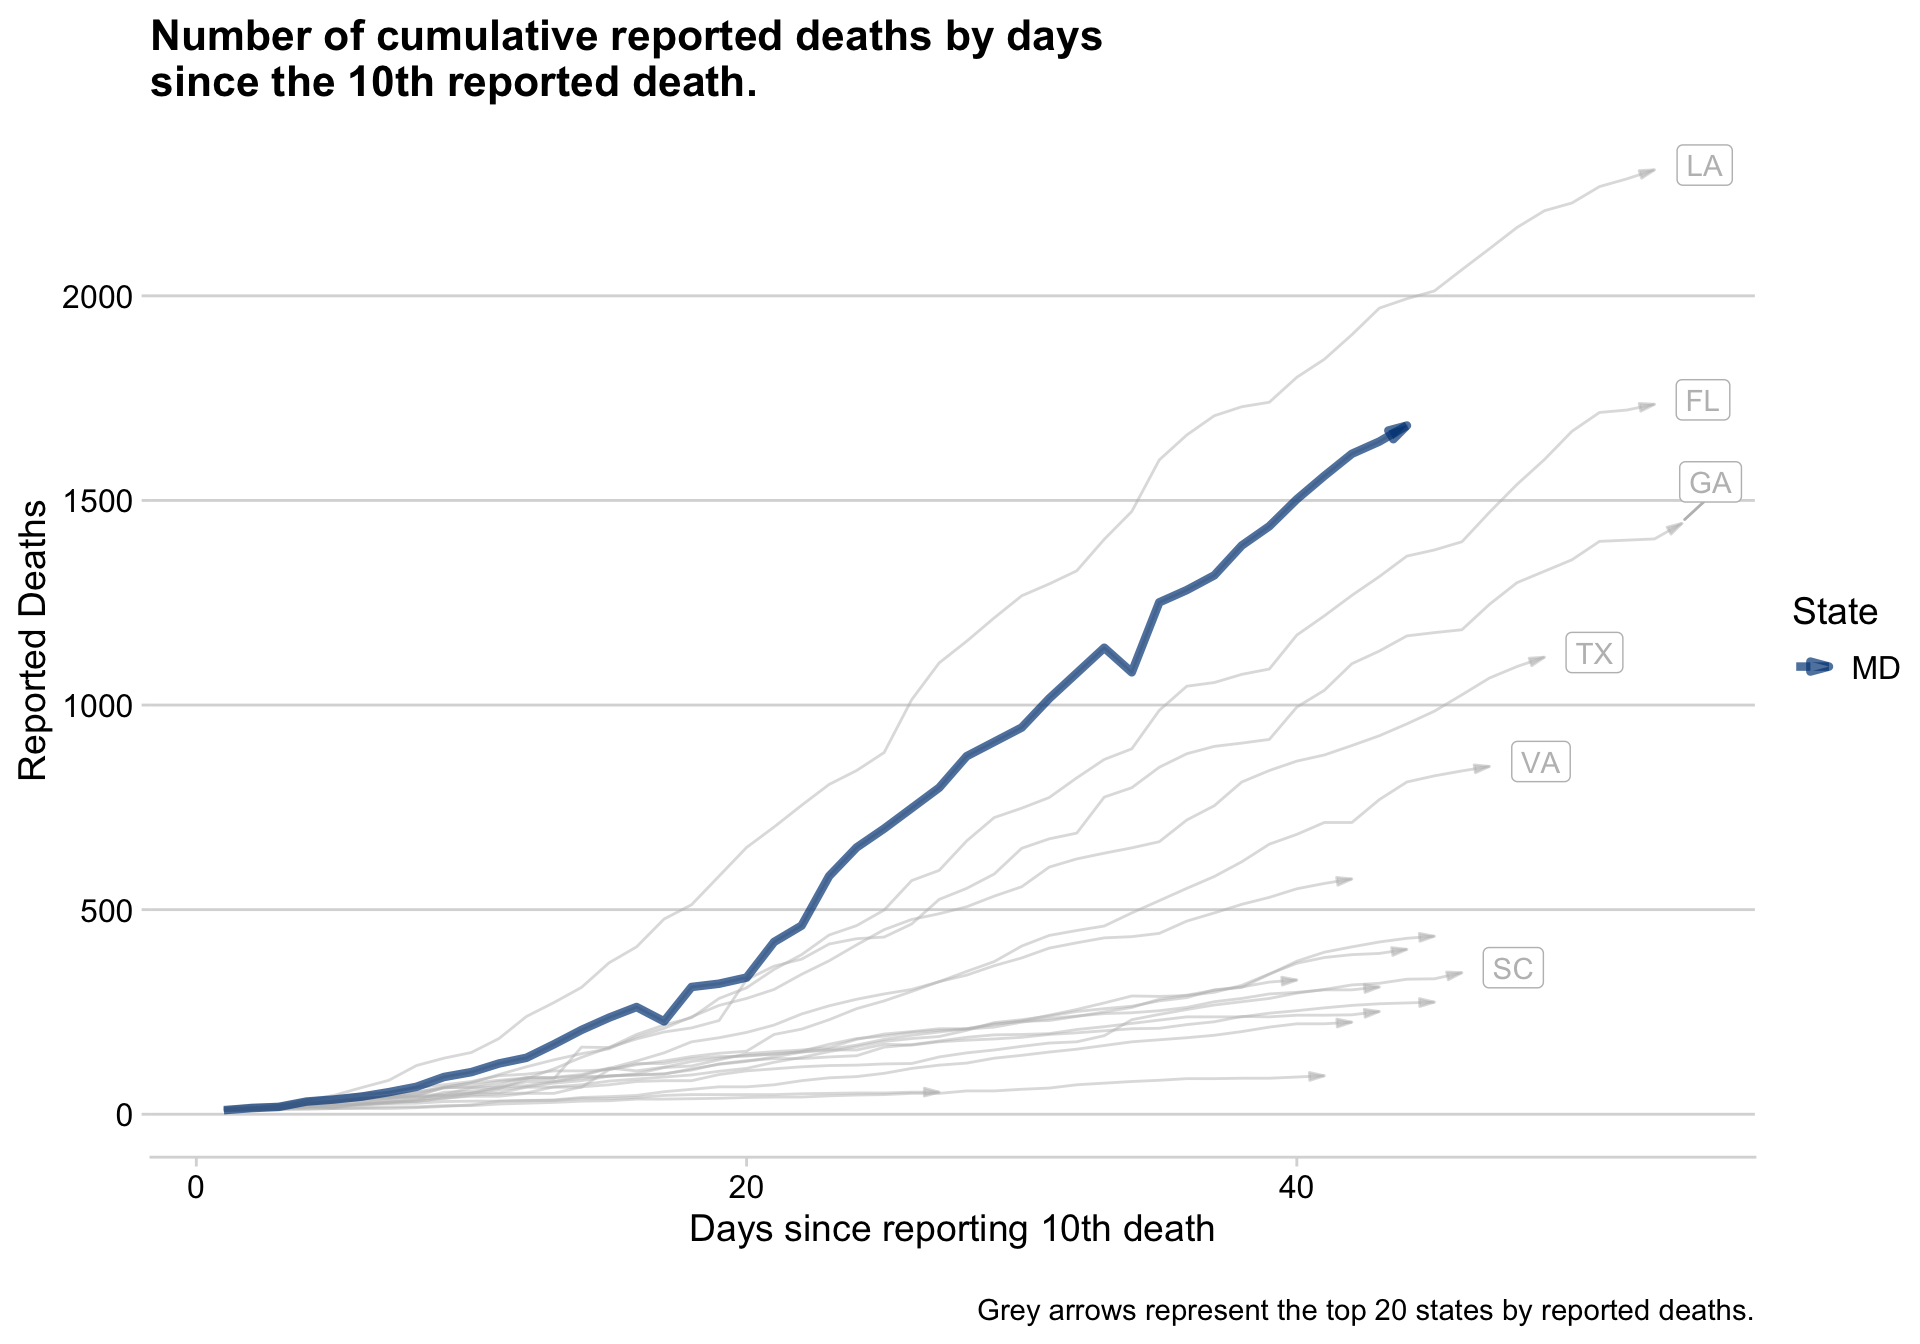 Number of cumulative reported deaths by days
since the 10th reported death.
LA
2000
FL
GA
1500
Reported Deaths
State
TX
MD
1000
VA
500
SC
0
0 20 40
Days since reporting 10th death
Grey arrows represent the top 20 states by reported deaths.